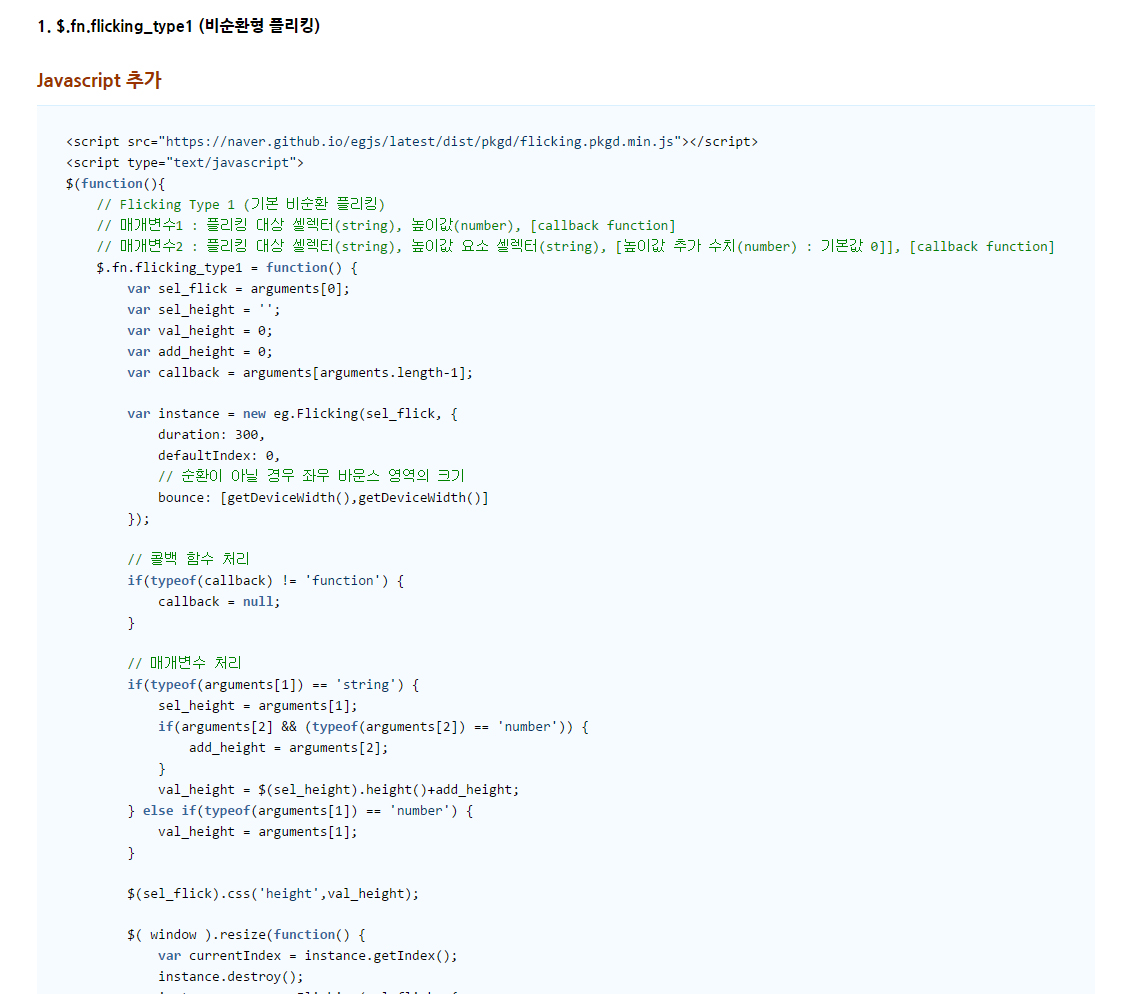 1. $.fn.flicking_type1 (비순환형 플리킹)
Javascript 추가
<script src="https://naver.github.io/egjs/latest/dist/pkgd/flicking.pkgd.min.js"></script>
<script type="text/javascript">
$(function(){
// Flicking Type 1 (기본 비순환 플리킹)
// 매개변수1 : 플리킹 대상 셀렉터(string), 높이값(number), [callback function]
// 매개변수2 : 플리킹 대상 셀렉터(string), 높이값 요소 셀렉터(string), [높이값 추가 수치(number) : 기본값 0]], [callback function]
$.fn.flicking_type1 = function() {
var sel_flick = arguments[0];
var sel_height = '';
var val_height = 0;
var add_height = 0;
var callback = arguments[arguments.length-1];
var instance = new eg.Flicking(sel_flick, {
duration: 300,
defaultIndex: 0,
// 순환이 아닐 경우 좌우 바운스 영역의 크기
bounce: [getDeviceWidth(),getDeviceWidth()]
});
// 콜백 함수 처리
if(typeof(callback) != 'function') {
callback = null;
}
// 매개변수 처리
if(typeof(arguments[1]) == 'string') {
sel_height = arguments[1];
if(arguments[2] && (typeof(arguments[2]) == 'number')) {
add_height = arguments[2];
}
val_height = $(sel_height).height()+add_height;
} else if(typeof(arguments[1]) == 'number') {
val_height = arguments[1];
}
$(sel_flick).css('height',val_height);
$( window ).resize(function() {
var currentIndex = instance.getIndex();
instance.destroy();